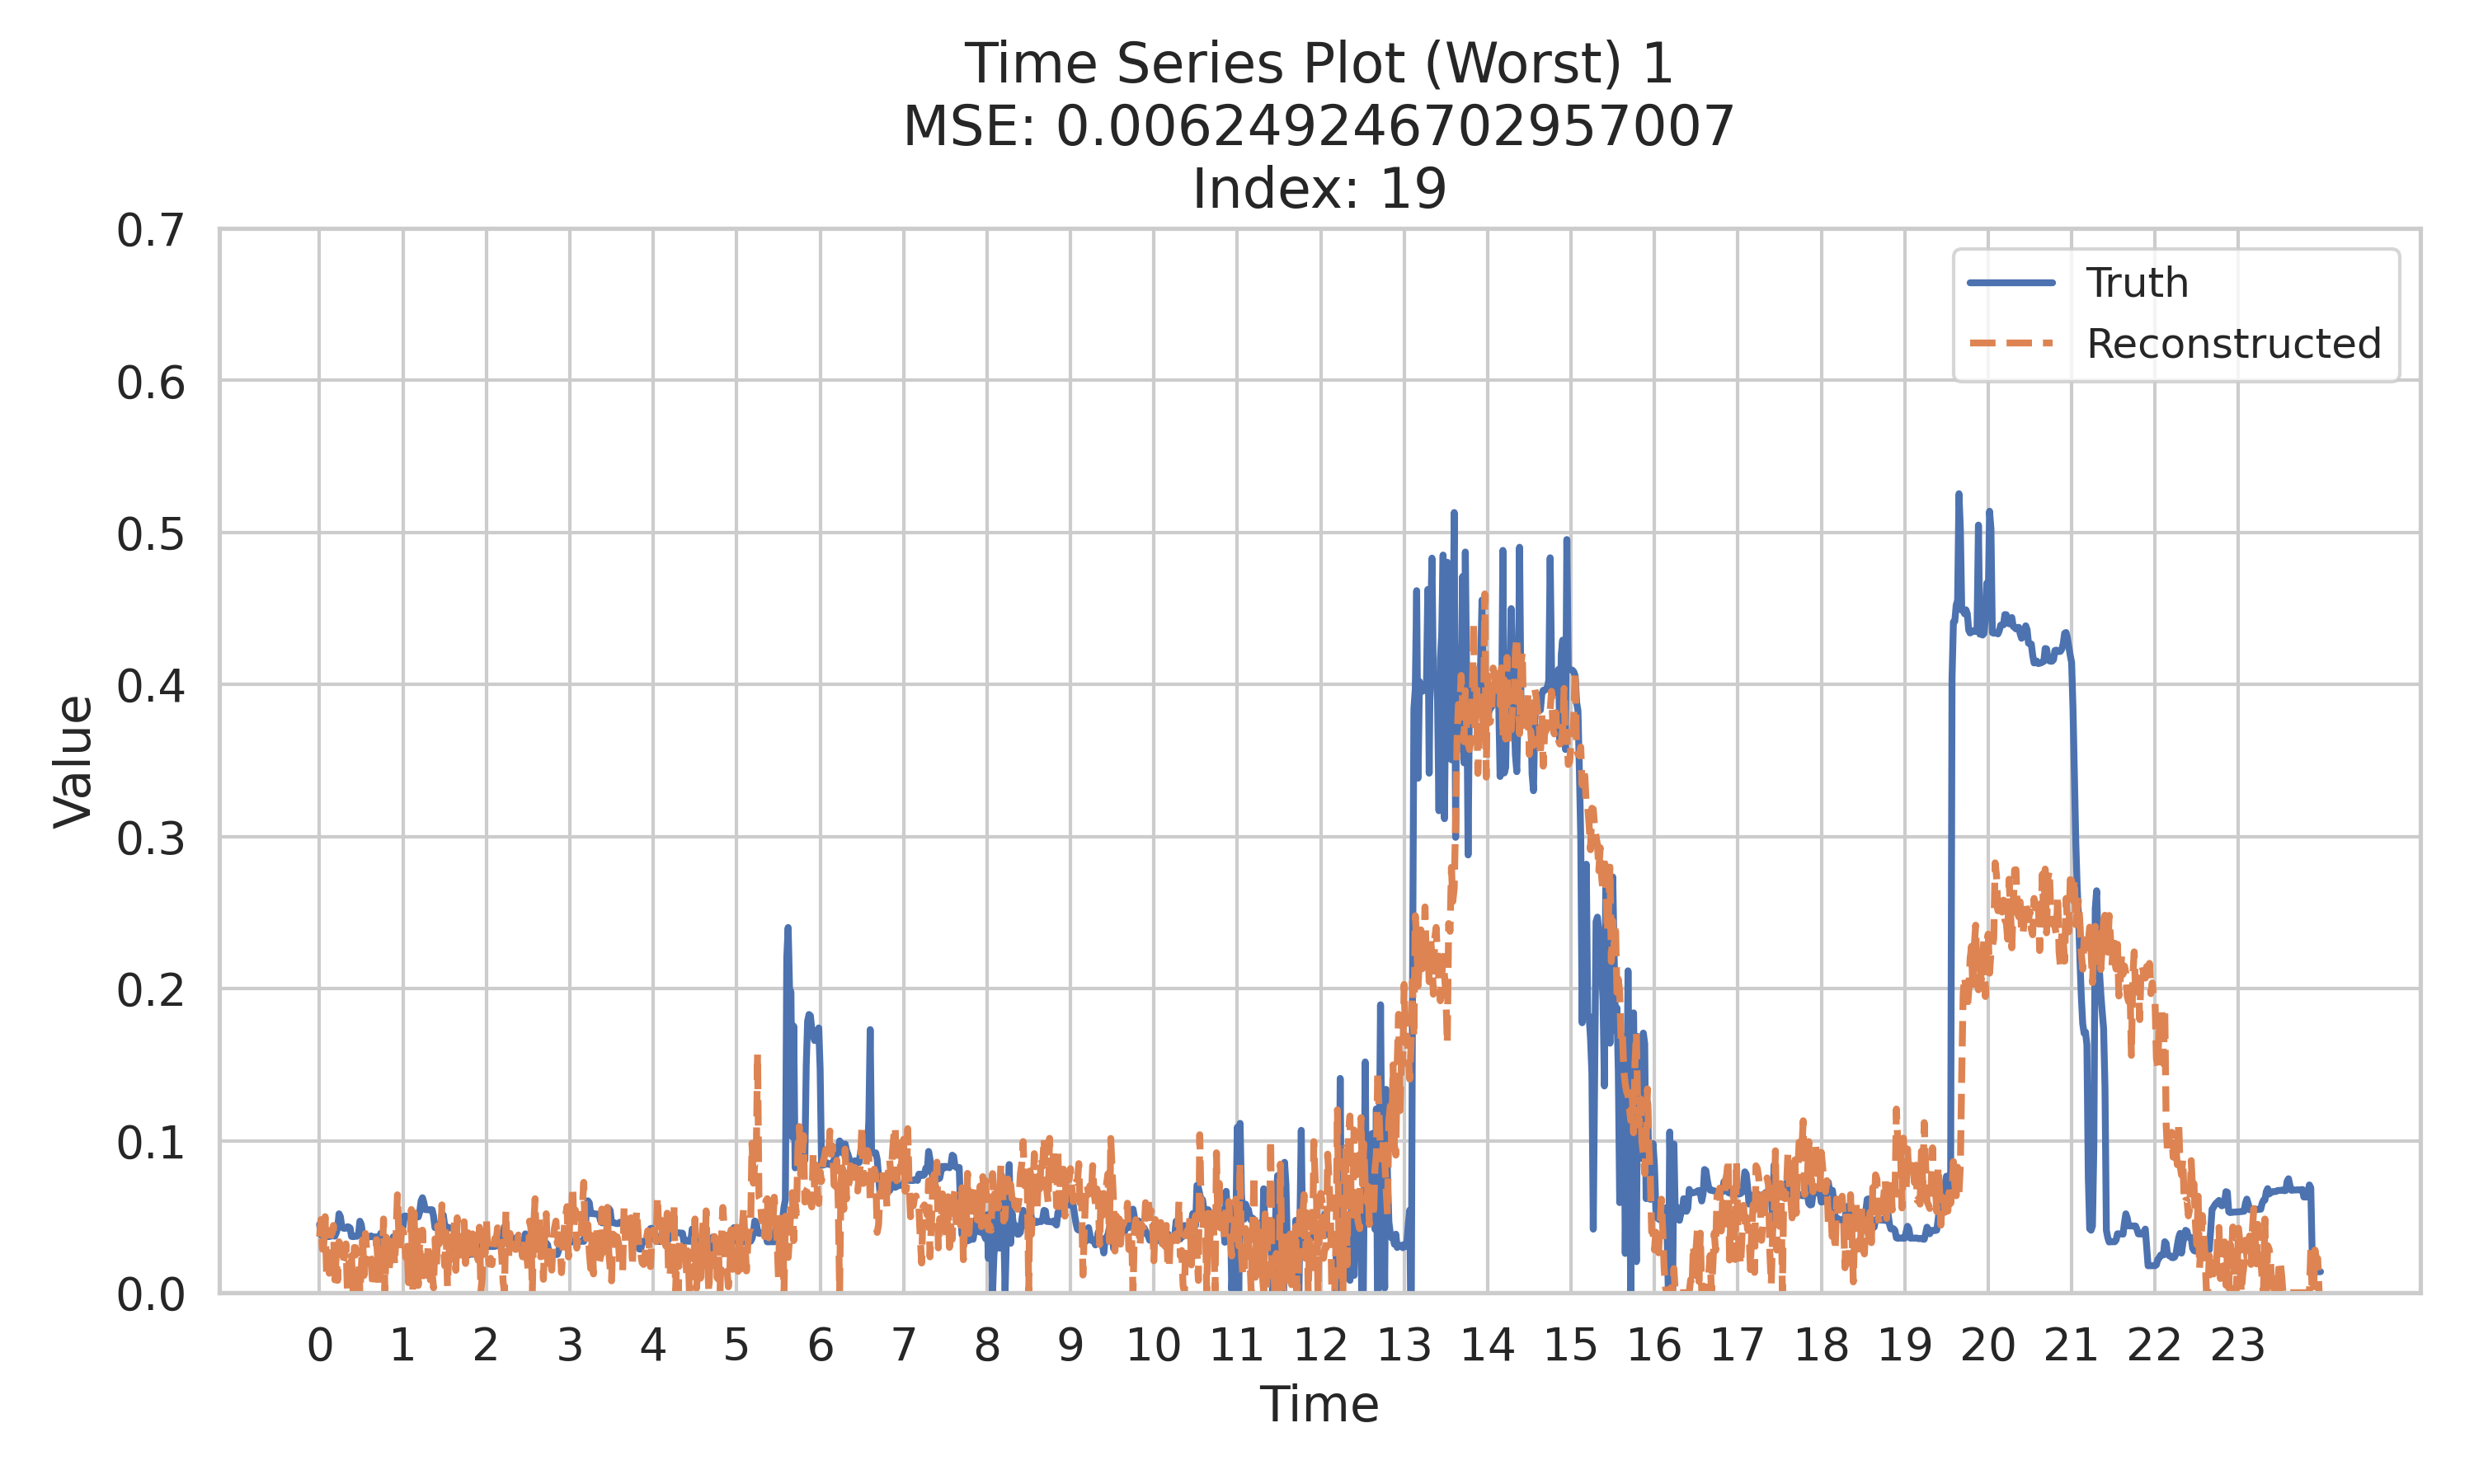 Time Series Plot (Worst) 1
MSE: 0.006249246702957007
Index: 19
0.7
0.6
0.5
0.4
0.3
0.2
0.1
0.0
Value
Truth
Reconstructed
0 1 2 3 4 5 6 7 8 9 10 11 12 13 14 15 16 17 18 19 20 21 22 23
Time